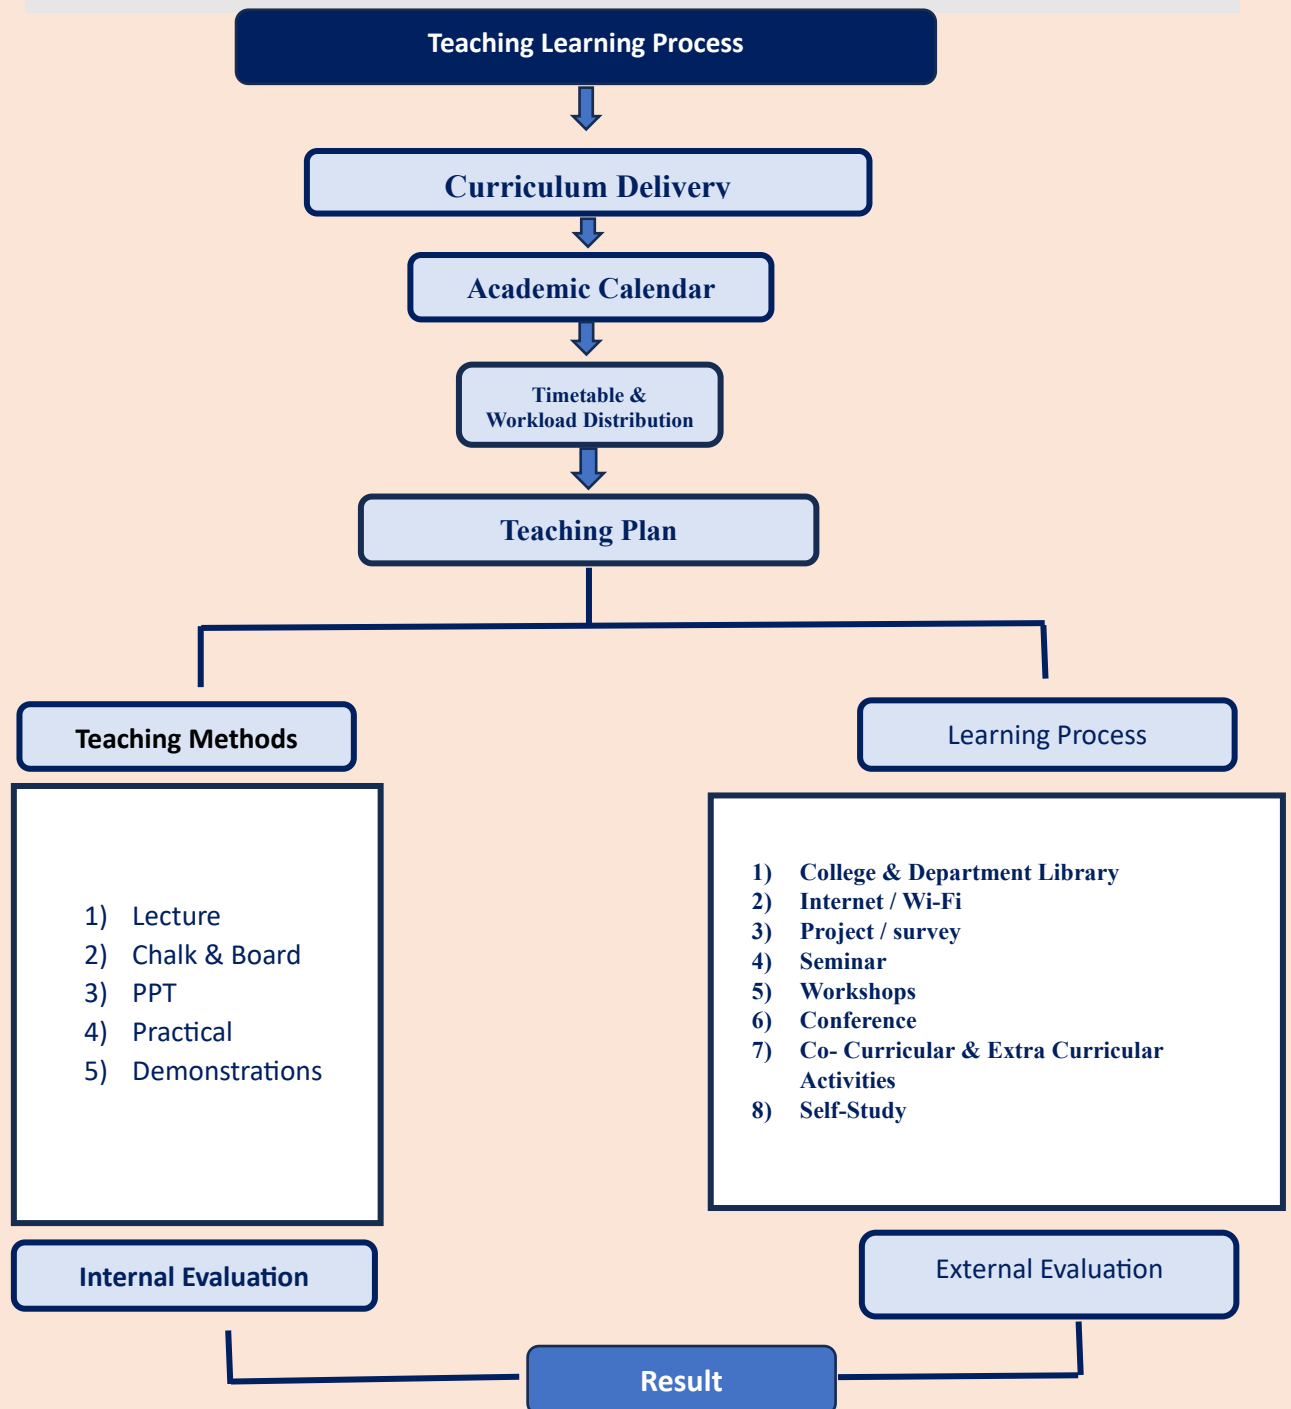 Teaching Learning Process
Curriculum Delivery
Academic Calendar
Timetable &
Workload Distribution
Teaching Plan
Teaching Methods
1) Lecture
2) Chalk & Board
3) PPT
4) Practical
5) Demonstrations
Internal Evaluation
Learning Process
1) College & Department Library
2) Internet / Wi-Fi
3) Project / survey
4) Seminar
5) Workshops
6) Conference
7) Co- Curricular & Extra Curricular
Activities
8) Self-Study
External Evaluation
Result